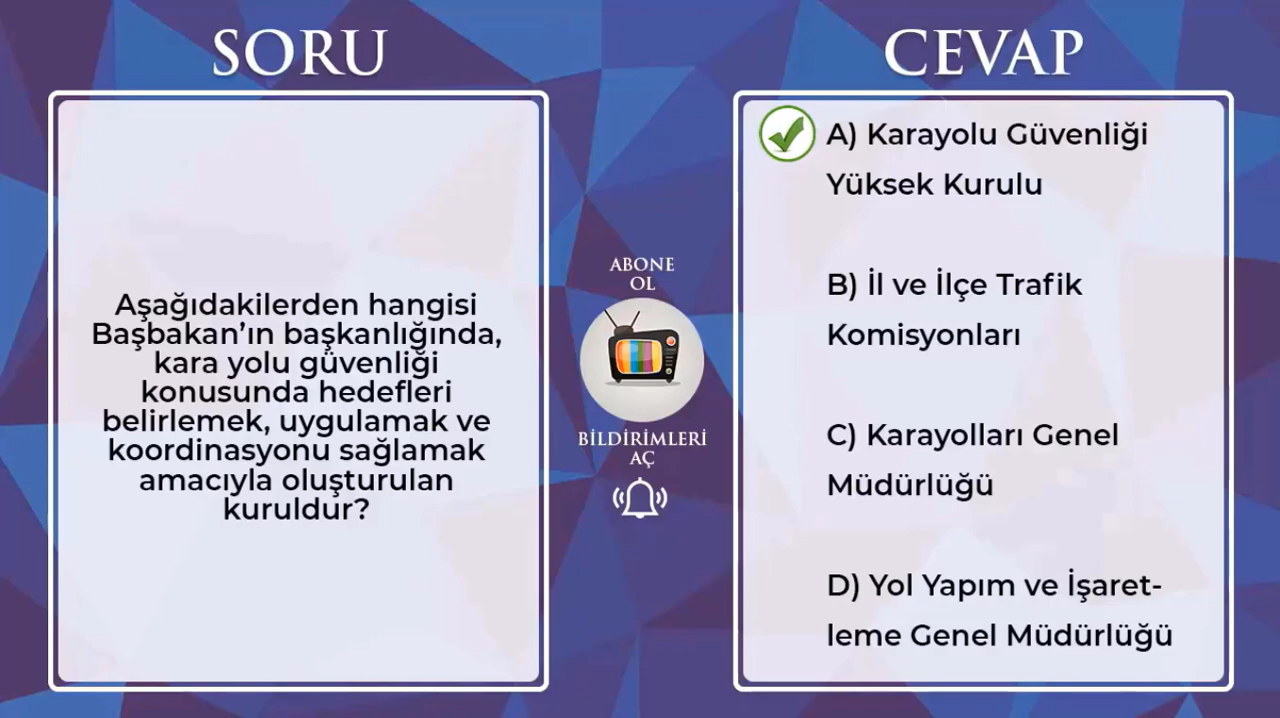 SORU
Aşağıdakilerden hangisi
Başbakan’ın başkanlığında,
kara yolu güvenliği
konusunda hedefleri
belirlemek, uygulamak ve
koordinasyonu sağlamak
amacıyla oluşturulan
kuruldur?
ABONE
OL
BİLDİRİMLERİ
AÇ
CEVAP
A) Karayolu Güvenliği
Yüksek Kurulu
B) İl ve İlçe Trafik
Komisyonları
C) Karayolları Genel
Müdürlüğü
D) Yol Yapım ve İşaret-
leme Genel Müdürlüğü